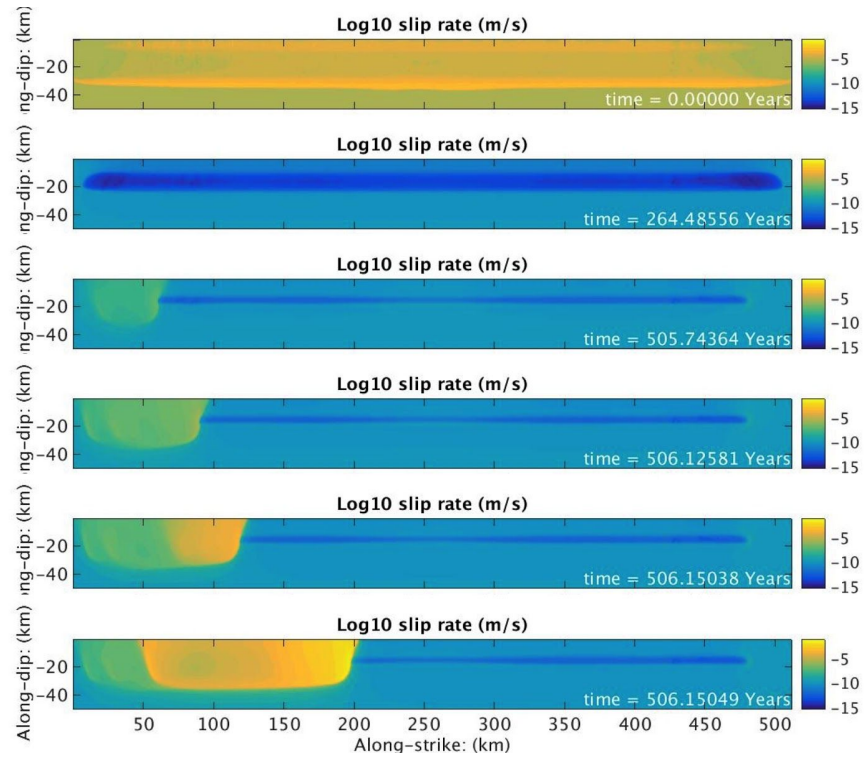 Log10 slip rate (m/s)
ng-dip: (km)
-20
-40
time = 0.00000 Years
-5
-10
-15
Log10 slip rate (m/s)
ng-dip: (km)
-20
-40
time = 264.48556 Years
-5
-10
-15
Log10 slip rate (m/s)
ng-dip: (km)
-20
-40
time = 505.74364 Years
-5
-10
-15
Log10 slip rate (m/s)
ng-dip: (km)
-20
-40
time = 506.12581 Years
-5
-10
-15
Log10 slip rate (m/s)
ng-dip: (km)
-20
-40
time = 506.15038 Years
-5
-10
-15
Log10 slip rate (m/s)
Along-dip: (km)
-20
-40
time = 506.15049 Years
-5
-10
-15
50 100 150 200 250 300 350 400 450 500
Along-strike: (km)